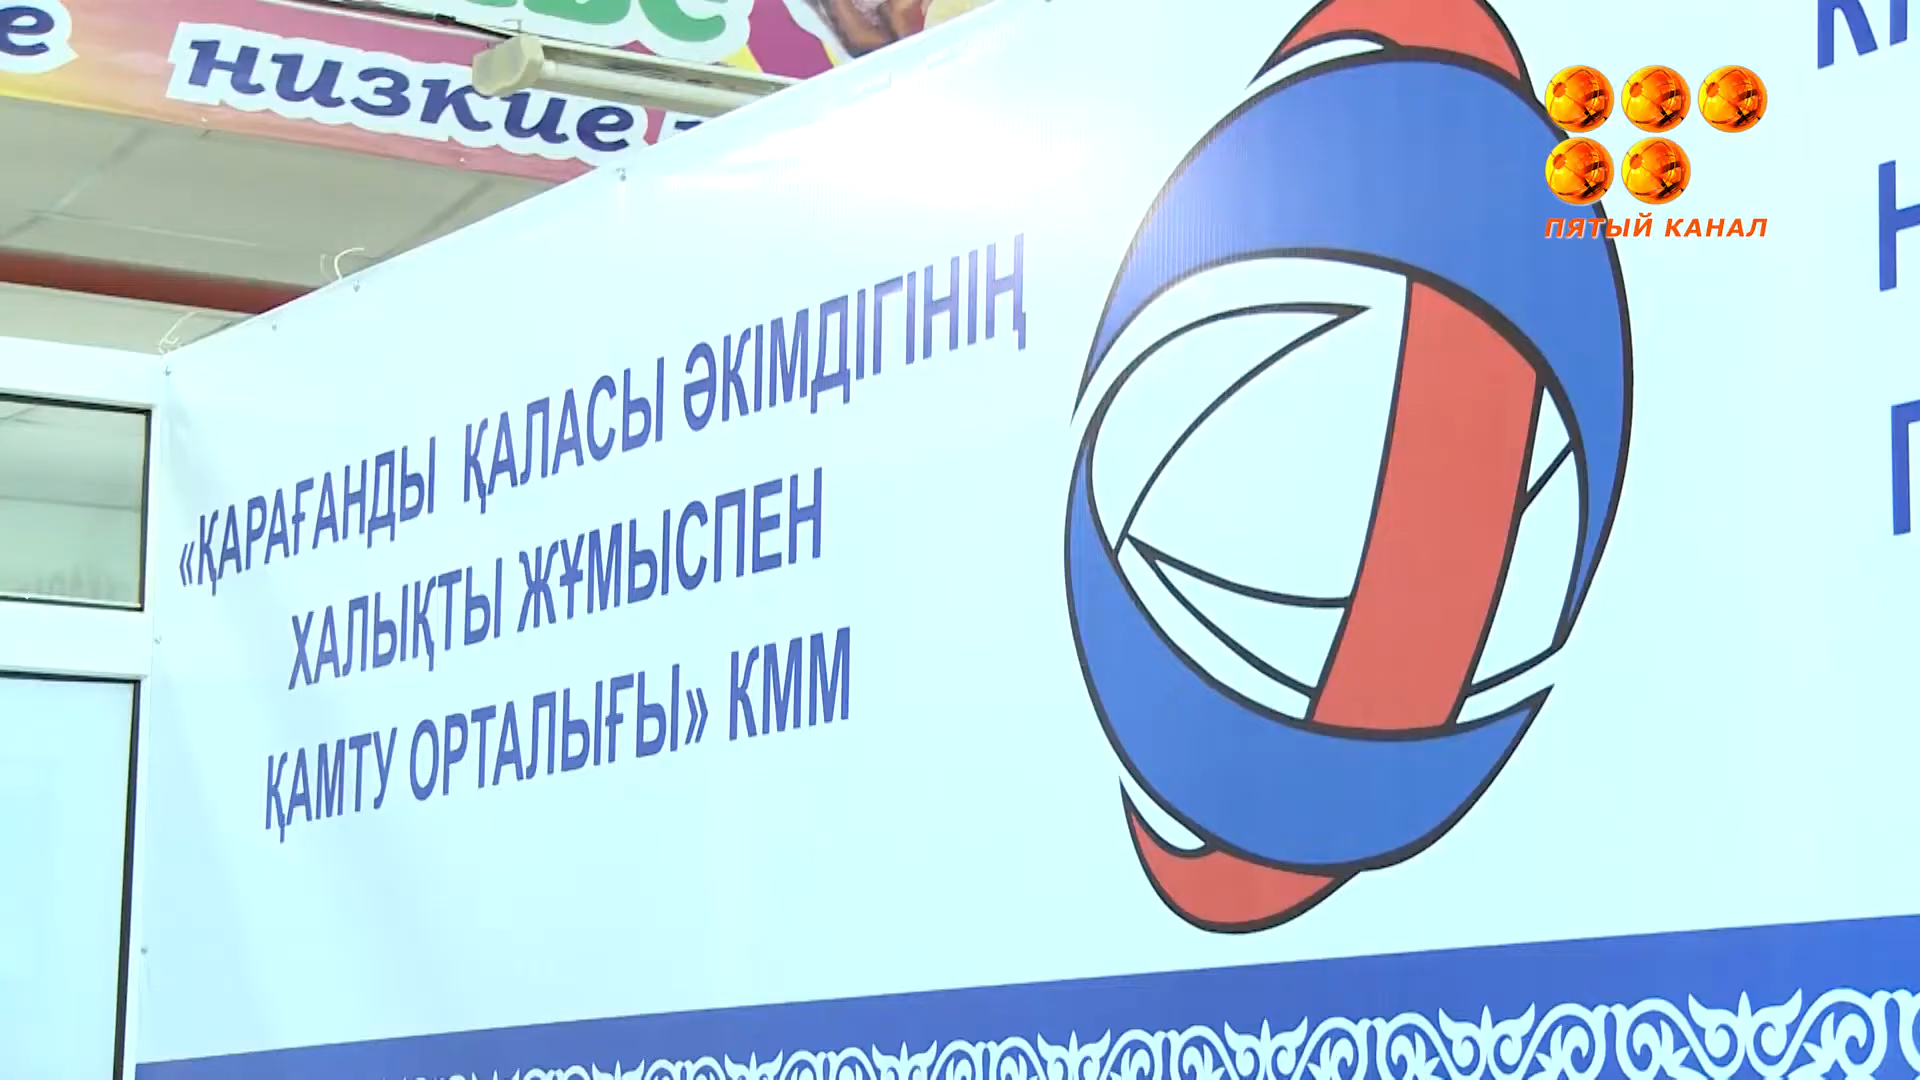 низкие
«ҚАРАҒАНДЫ ҚАЛАСЫ ӘКІМДІГІНІҢ
ХАЛЫҚТЫ ЖҰМЫСПЕН
ҚАМТУ ОРТАЛЫҒЫ» КММ
ПЯТЫЙ КАНАЛ